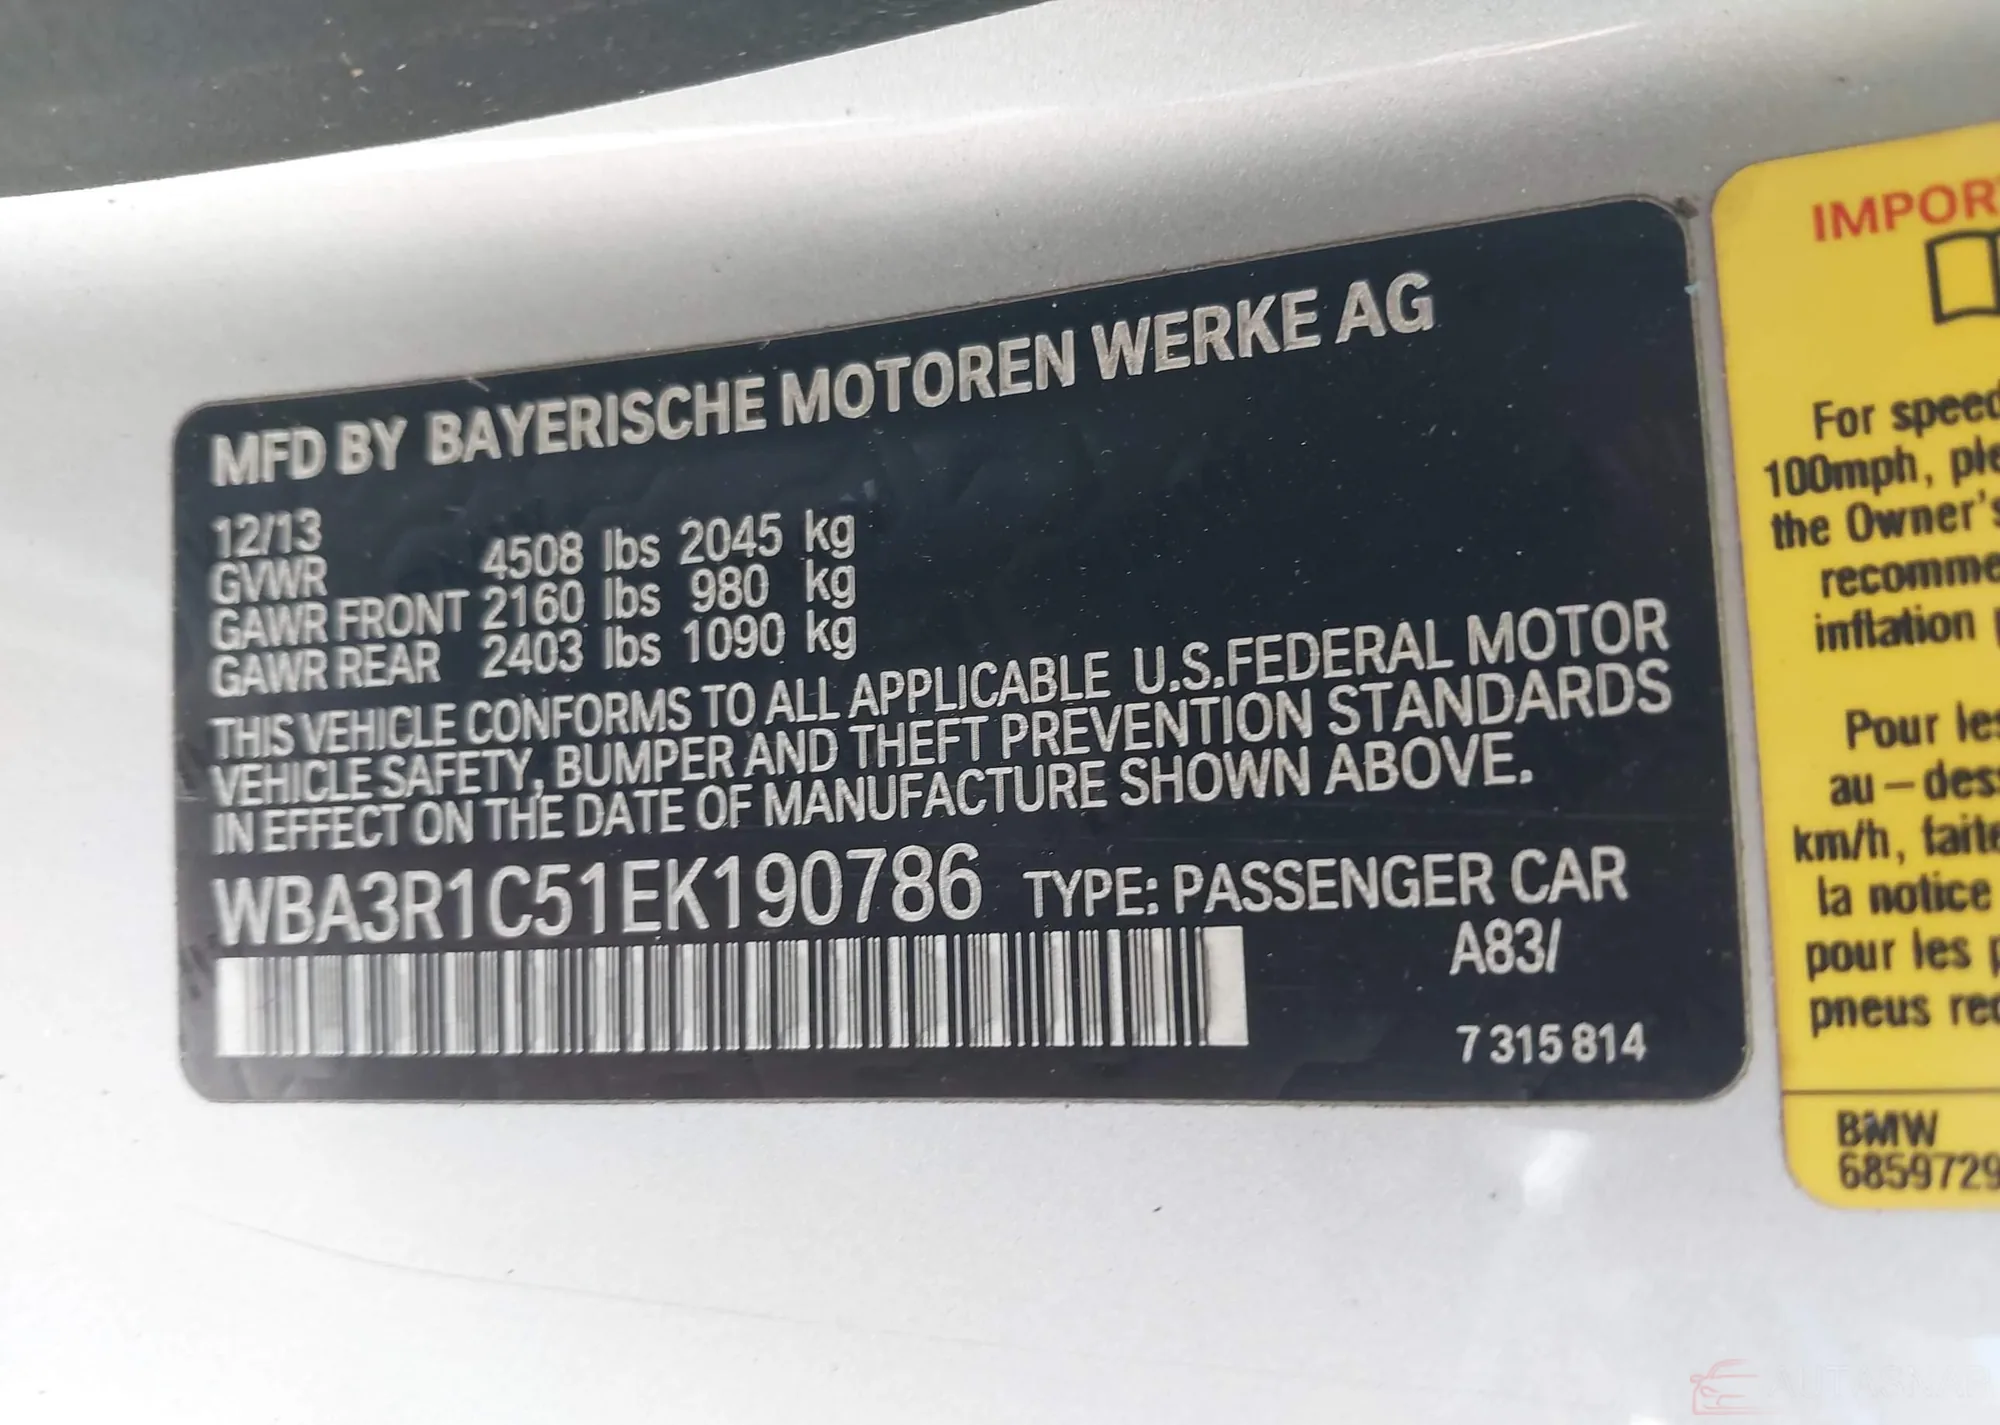 MFD BY BAYERISCHE MOTOREN WERKE AG
12/13
GVWR 4508 lbs 2045 kg
GAWR FRONT 2160 lbs 980 kg
GAWR REAR 2403 lbs 1090 kg
THIS VEHICLE CONFORMS TO ALL APPLICABLE U.S.FEDERAL MOTOR
VEHICLE SAFETY, BUMPER AND THEFT PREVENTION STANDARDS
IN EFFECT ON THE DATE OF MANUFACTURE SHOWN ABOVE.
WBA3R1C51EK190786 TYPE: PASSENGER CAR
A83/
7 315 814
IMPOR
For speed
100mph, ple
the Owner's
recomme
inflation
Pour les
au – dess
km/h, faite
la notice
pour les p
pneus rec
BMW
6859729